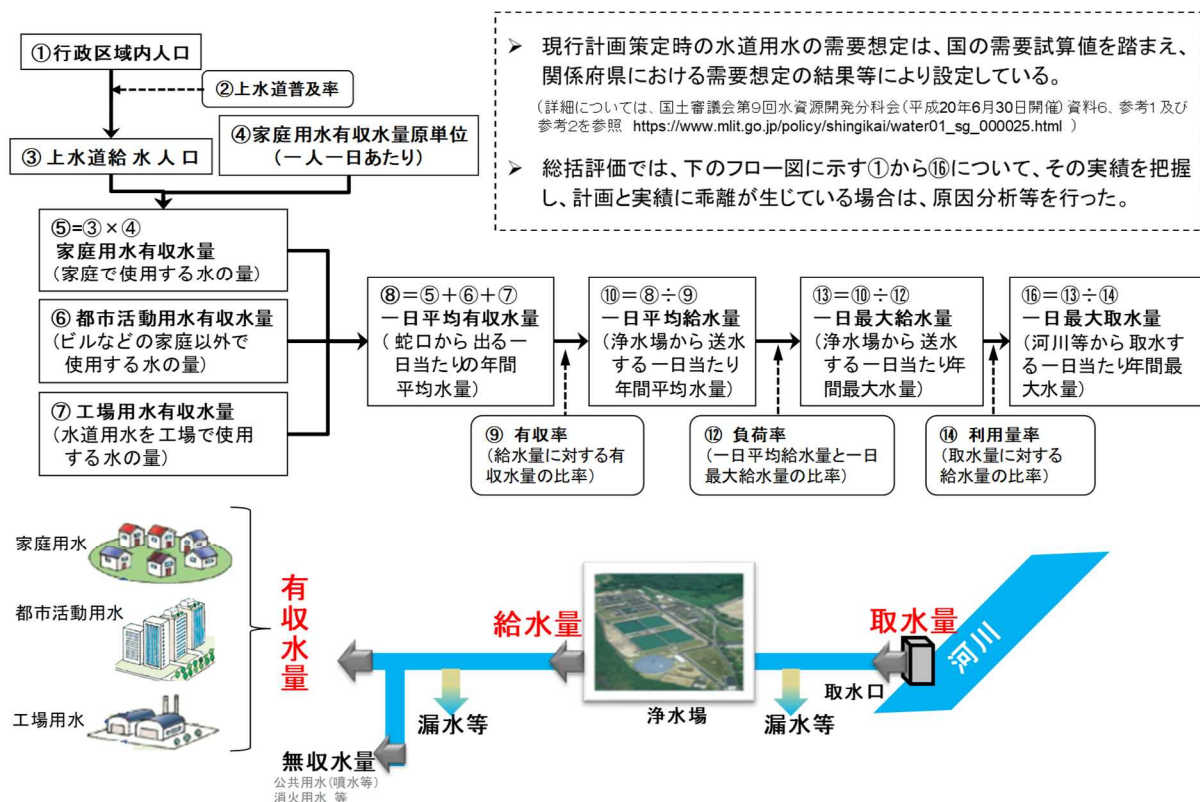 ①行政区域内人口
②上水道普及率
③上水道給水人口
④家庭用水有収水量原単位
(一人一日あたり)
➢ 現行計画策定時の水道用水の需要想定は、国の需要試算値を踏まえ、
関係府県における需要想定の結果等により設定している。
(詳細については、国土審議会第9回水資源開発分科会(平成20年6月30日開催)資料6、参考1及び
参考2を参照 https://www.mlit.go.jp/policy/shingikai/water01_sg_000025.html )
➢ 総括評価では、下のフロー図に示す①から⑯について、その実績を把握
し、計画と実績に乖離が生じている場合は、原因分析等を行った。
⑤=③×④
家庭用水有収水量
(家庭で使用する水の量)
⑥ 都市活動用水有収水量
(ビルなどの家庭以外で
使用する水の量)
⑦ 工場用水有収水量
(水道用水を工場で使用
する水の量)
⑧=⑤+⑥+⑦
一日平均有収水量
(蛇口から出る一
日当たりの年間
平均水量)
⑩=⑧÷⑨
一日平均給水量
(浄水場から送水
する一日当たり
年間平均水量)
⑬=⑩÷⑫
一日最大給水量
(浄水場から送水
する一日当たり年
間最大水量)
⑯=⑬÷⑭
一日最大取水量
(河川等から取水す
る一日当たり年間最
大水量)
⑨ 有収率
(給水量に対する有
収水量の比率)
⑫ 負荷率
(一日平均給水量と一日
最大給水量の比率)
⑭ 利用量率
(取水量に対する
給水量の比率)
家庭用水
都市活動用水
工場用水
有収水量
給水量
取水量
河川
取水口
浄水場
漏水等
漏水等
無収水量
公共用水(噴水等)
消火用水 等